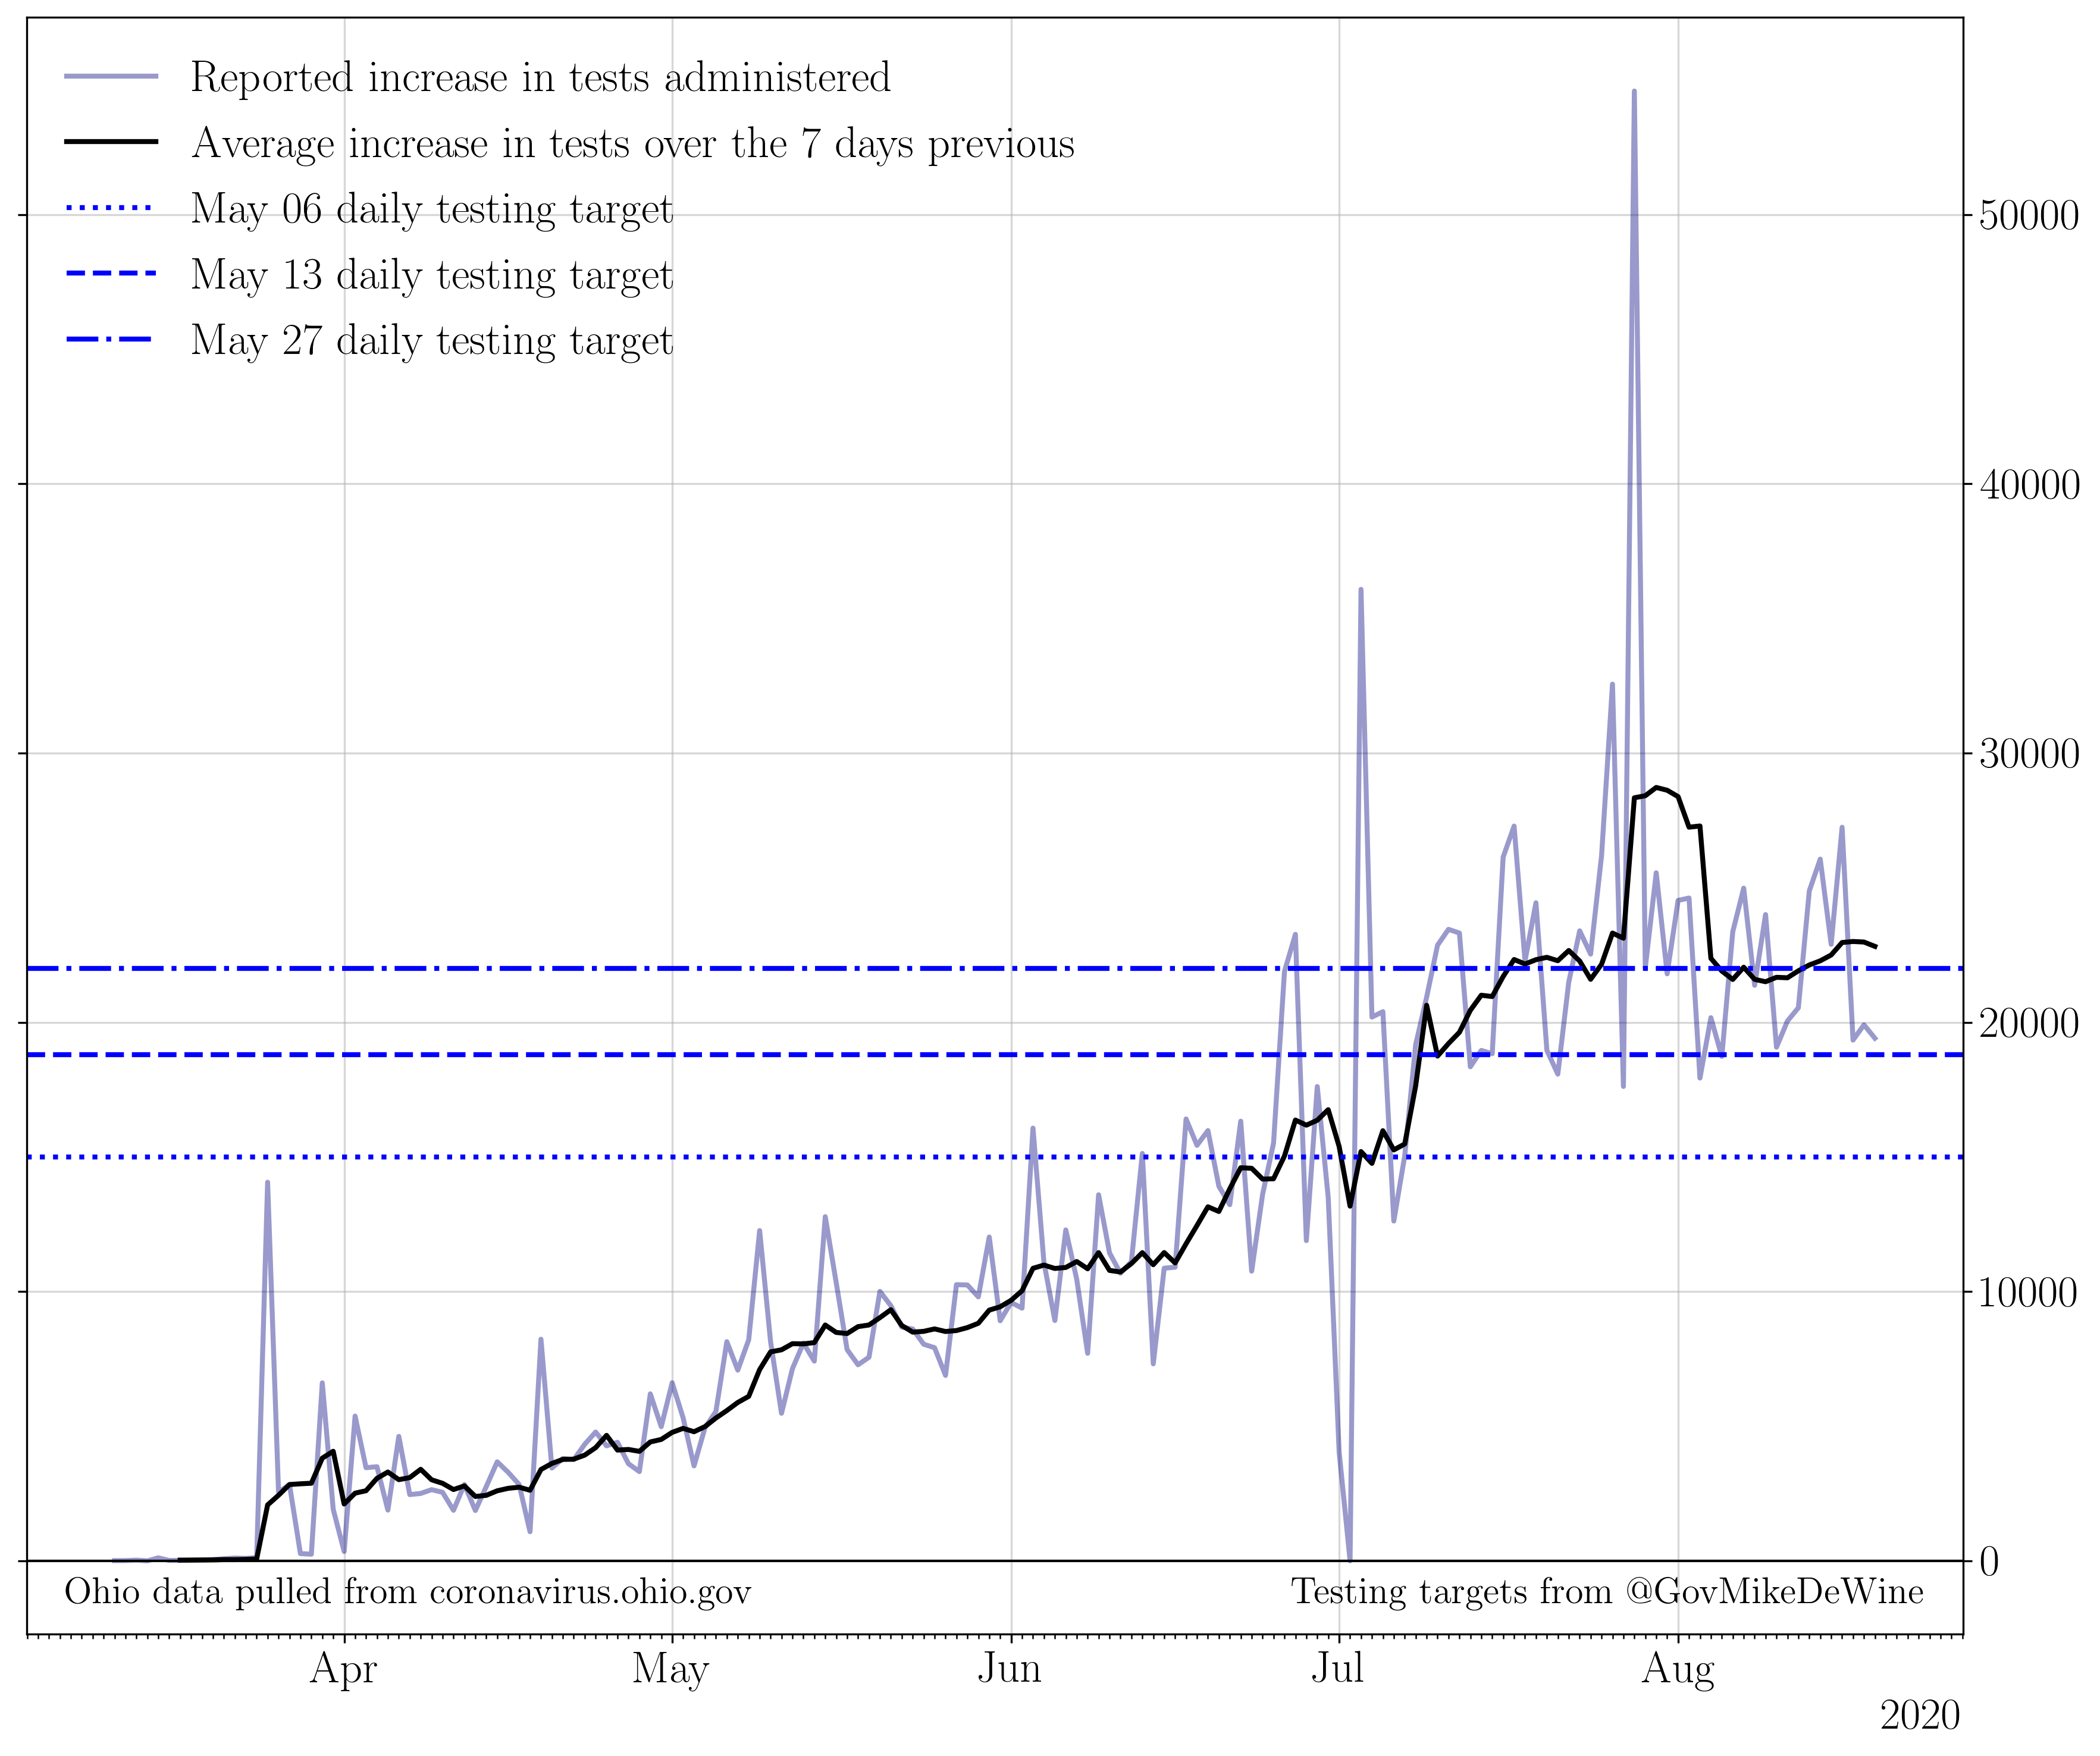 Reported increase in tests administered
Average increase in tests over the 7 days previous
May 06 daily testing target
May 13 daily testing target
May 27 daily testing target
50000
40000
30000
20000
10000
0
Ohio data pulled from coronavirus.ohio.gov
Testing targets from @GovMikeDeWine
Apr May Jun Jul Aug
2020